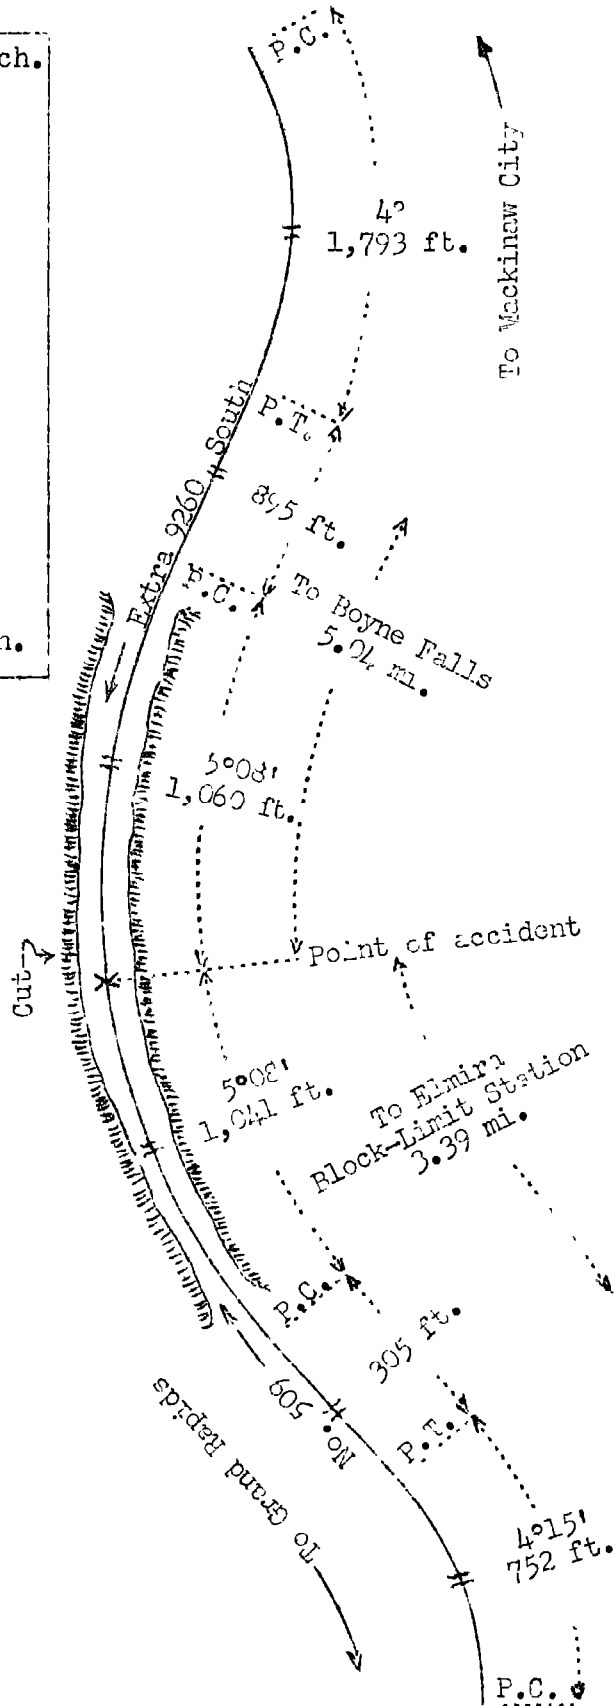 ch.
P.C.
4°
1,793 ft.
To Mackinaw City
P.T.
Extra 9260 South
895 ft.
P.C.
To Boyne Falls
5.04 mi.
5°08'
1,060 ft.
Cut
Point of accident
5°08'
1,041 ft.
To Elmira
Block-Limit Station
3.39 mi.
P.C.
305 ft.
No. 509
P.T.
To Grand Rapids
4°15'
752 ft.
P.C.